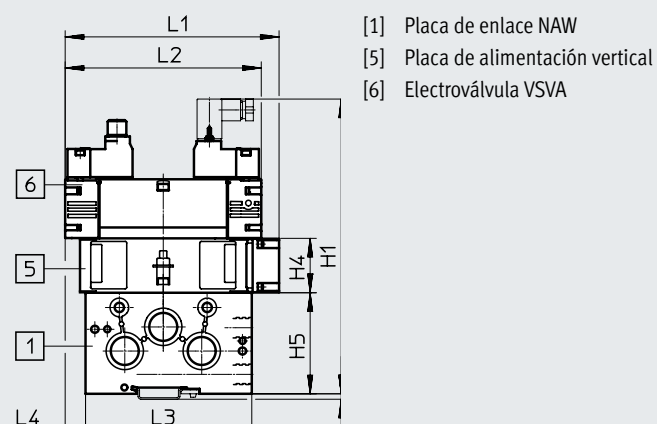 L1
[1] Placa de enlace NAW
L2
[5] Placa de alimentación vertical
[6] Electroválvula VSVA
6
5
1
H4
H1
H5
L4
L3